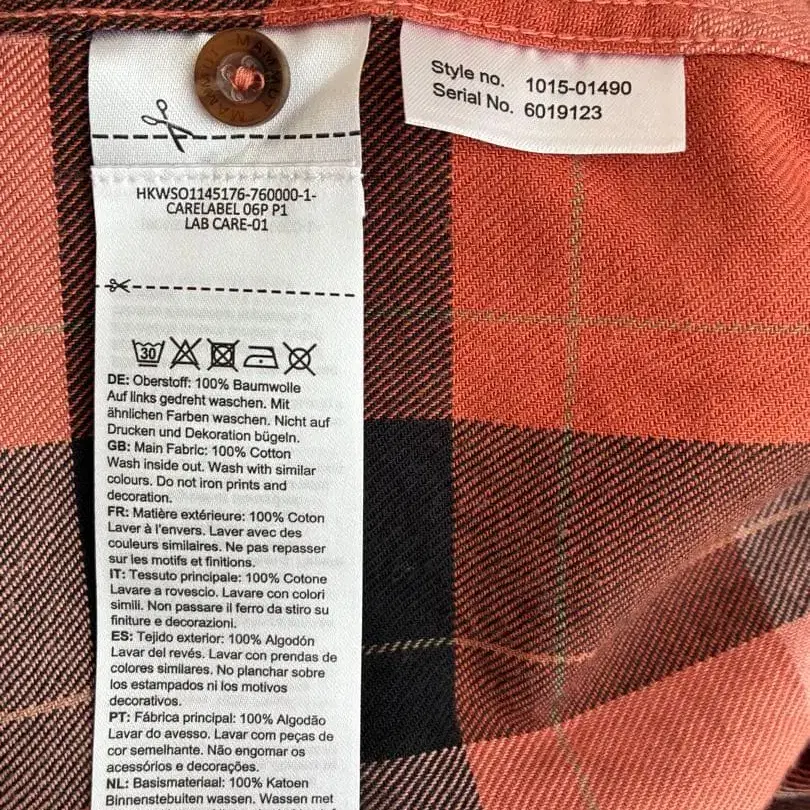 MAMMUT MAMMUT
Style no. 1015-01490
Serial No. 6019123
HKWSO1145176-760000-1-
CARELABEL 06P P1
LAB CARE-01
30
DE: Oberstoff: 100% Baumwolle
Auf links gedreht waschen. Mit
ähnlichen Farben waschen. Nicht auf
Drucken und Dekoration bügeln.
GB: Main Fabric: 100% Cotton
Wash inside out. Wash with similar
colours. Do not iron prints and
decoration.
FR: Matière extérieure: 100% Coton
Laver à l'envers. Laver avec des
couleurs similaires. Ne pas repasser
sur les motifs et finitions.
IT: Tessuto principale: 100% Cotone
Lavare a rovescio. Lavare con colori
simili. Non passare il ferro da stiro su
finiture e decorazioni.
ES: Tejido exterior: 100% Algodón
Lavar del revés. Lavar con prendas de
colores similares. No planchar sobre
los estampados ni los motivos
decorativos.
PT: Fábrica principal: 100% Algodão
Lavar do avesso. Lavar com peças de
cor semelhante. Não engomar os
acessórios e decorações.
NL: Basismateriaal: 100% Katoen
Binnenstebuiten wassen. Wassen met